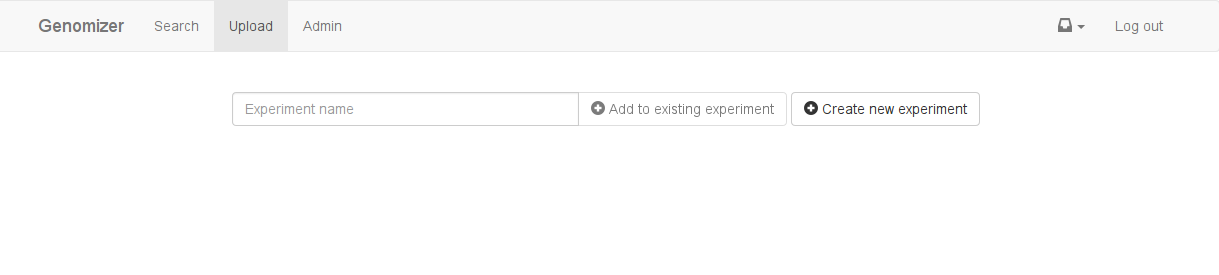 Genomizer Search Upload Admin Log out
Experiment name Add to existing experiment Create new experiment